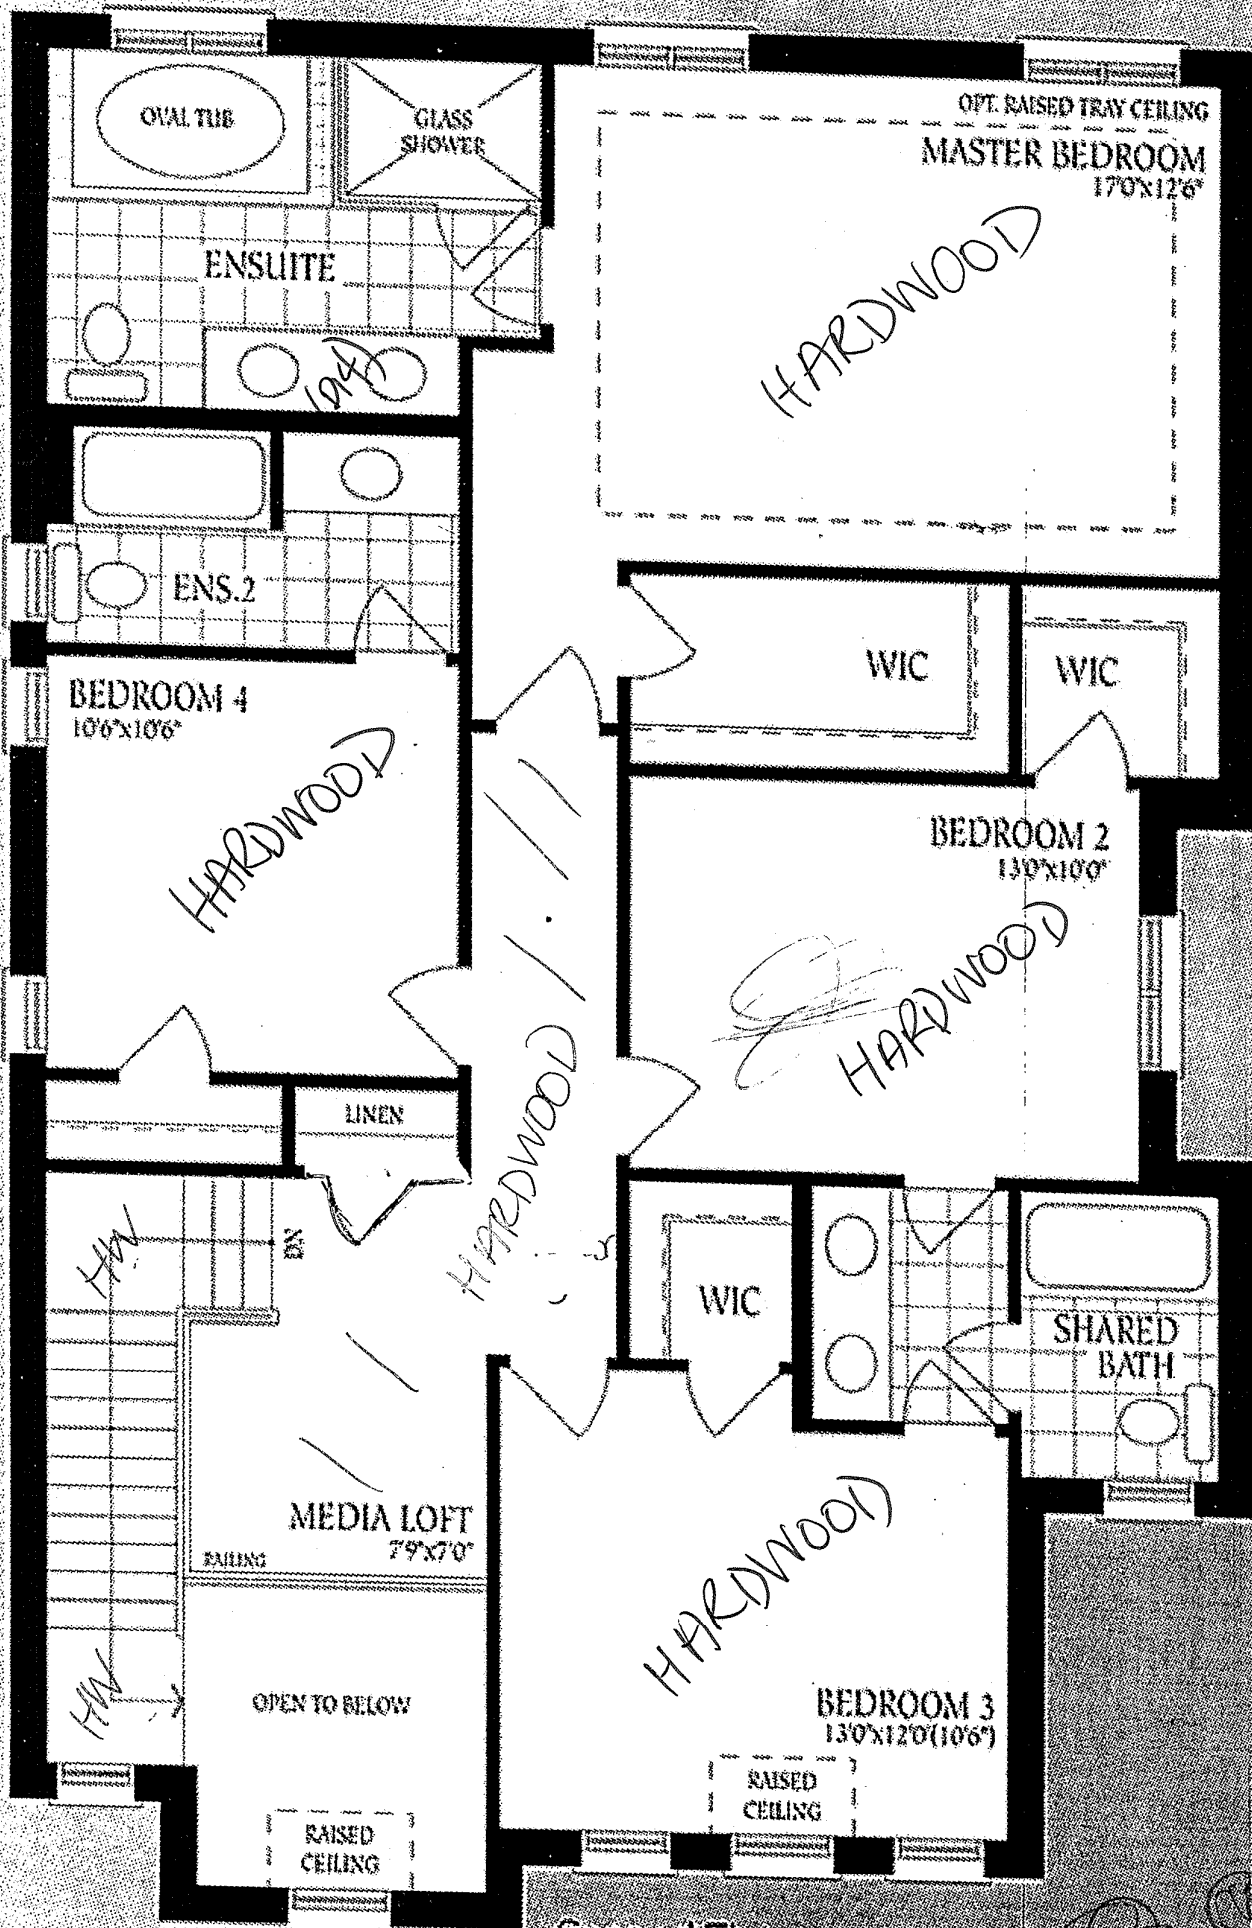 OVAL TUB
GLASS
SHOWER
OPT. RAISED TRAY CEILING
MASTER BEDROOM
17'0"x12'6"
HARDWOOD
ENSUITE
ENS.2
WIC
WIC
BEDROOM 4
10'6"x10'6"
HARDWOOD
BEDROOM 2
13'0"x10'0"
HARDWOOD
HARDWOOD
LINEN
HW
DN
WIC
SHARED
BATH
MEDIA LOFT
7'9"x7'0"
RAILING
HARDWOOD
HW
OPEN TO BELOW
BEDROOM 3
13'0"x12'0"(10'6")
RAISED
CEILING
RAISED
CEILING